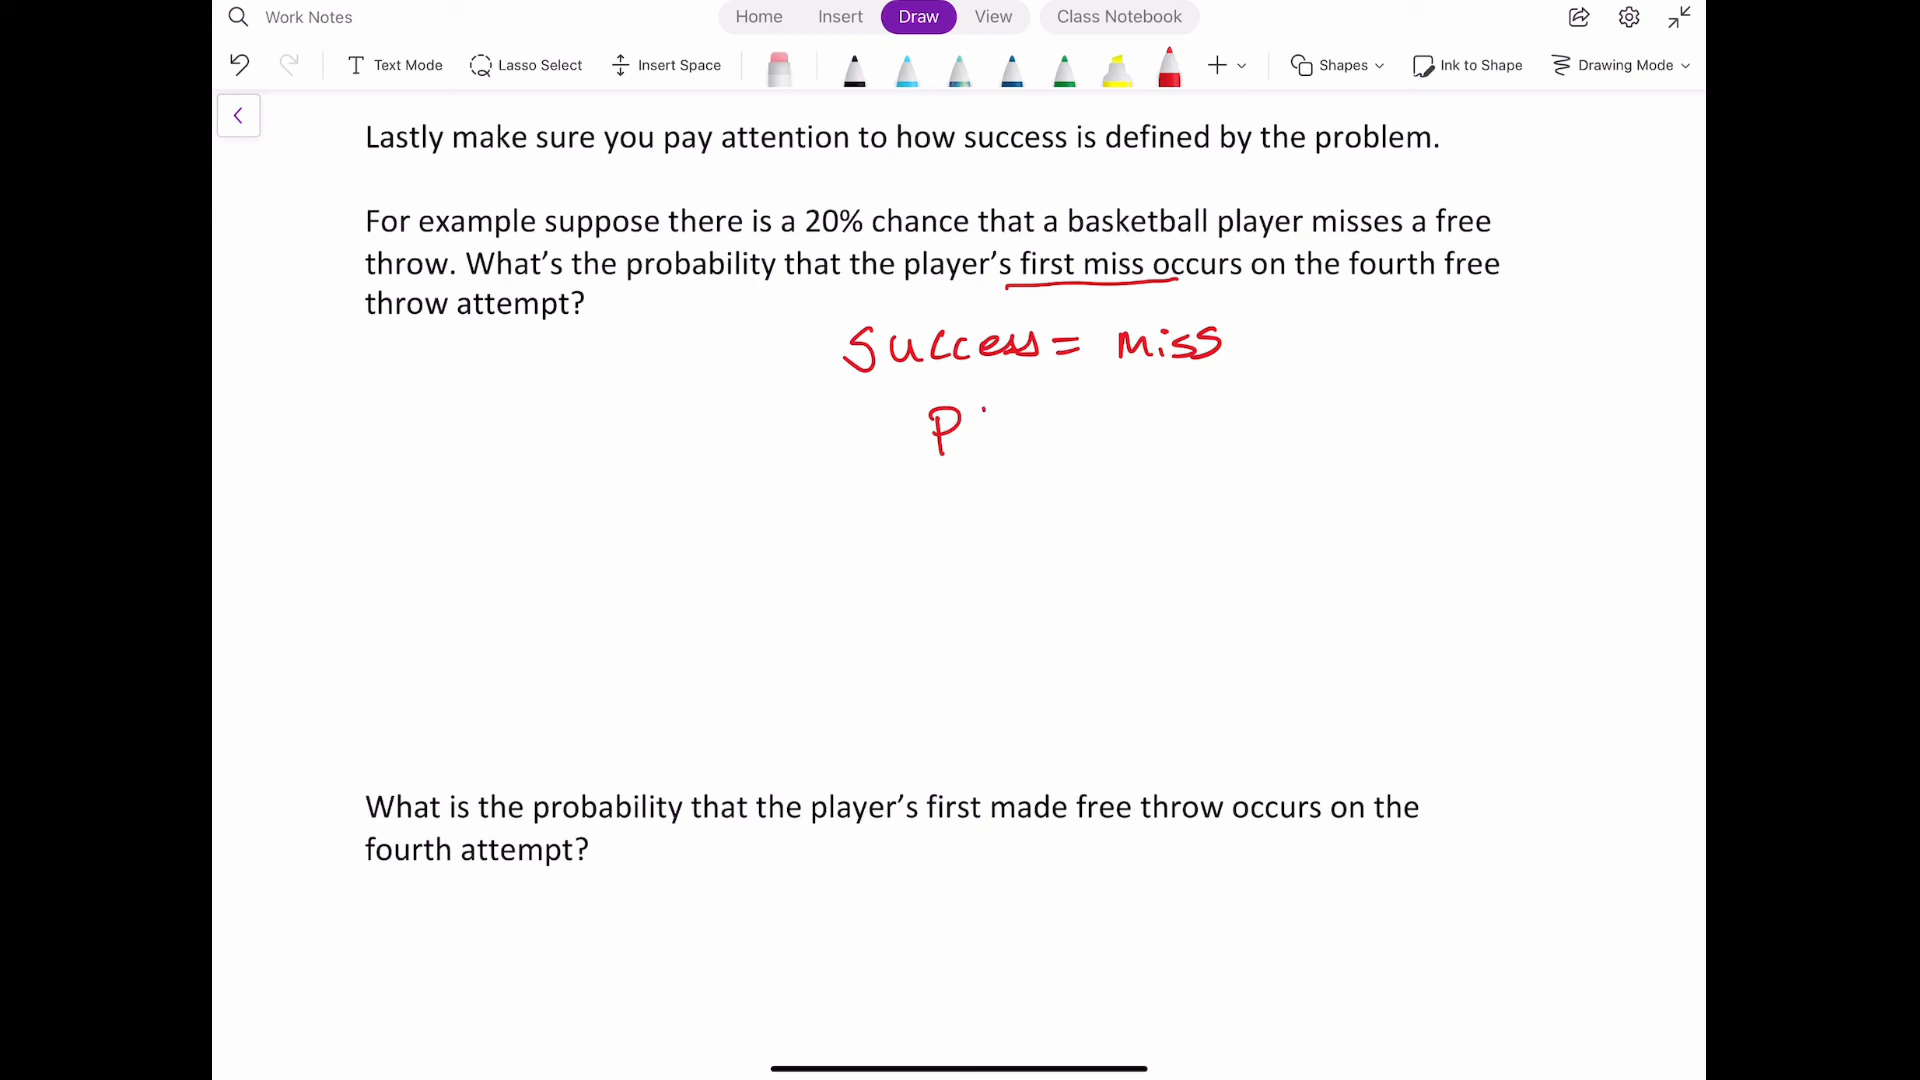 Work Notes
Home Insert Draw View Class Notebook
Text Mode Lasso Select Insert Space Shapes Ink to Shape Drawing Mode
Lastly make sure you pay attention to how success is defined by the problem.
For example suppose there is a 20% chance that a basketball player misses a free
throw. What’s the probability that the player’s first miss occurs on the fourth free
throw attempt?
Success = miss
P
What is the probability that the player’s first made free throw occurs on the
fourth attempt?